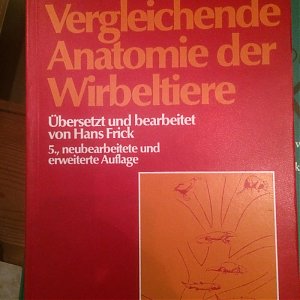 Vergleichende
Anatomie der
Wirbeltiere
Übersetzt und bearbeitet
von Hans Frick
5., neubearbeitete und
erweiterte Auflage